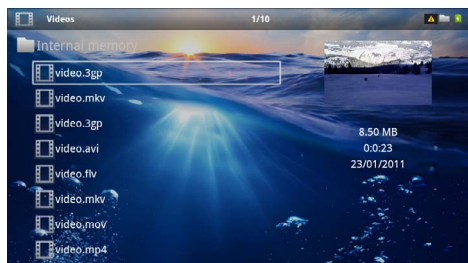 Videos 1/10
Internal memory
video.3gp
video.mkv
video.3gp
video.avi
video.flv
video.mkv
video.mov
video.mp4
8.50 MB
0:0:23
23/01/2011